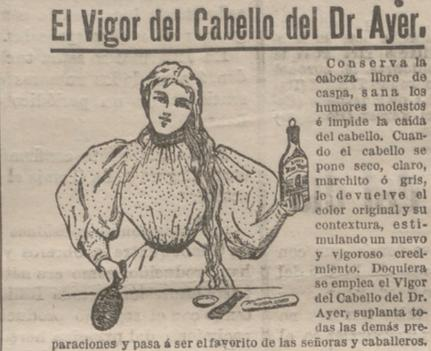 El Vigor del Cabello del Dr. Ayer.
Conserva la
cabeza libre de
caspa, sana los
humores molestos
é impide la caída
del cabello. Cuan-
do el cabello se
pone seco, claro,
marchito ó gris,
le devuelve el
color original y su
contextura, esti-
mulando un nuevo
y vigoroso creci-
miento. Doquiera
se emplea el Vigor
del Cabello del Dr.
Ayer, suplanta to-
das las demás pre-
paraciones y pasa á ser el favorito de las señoras y caballeros.